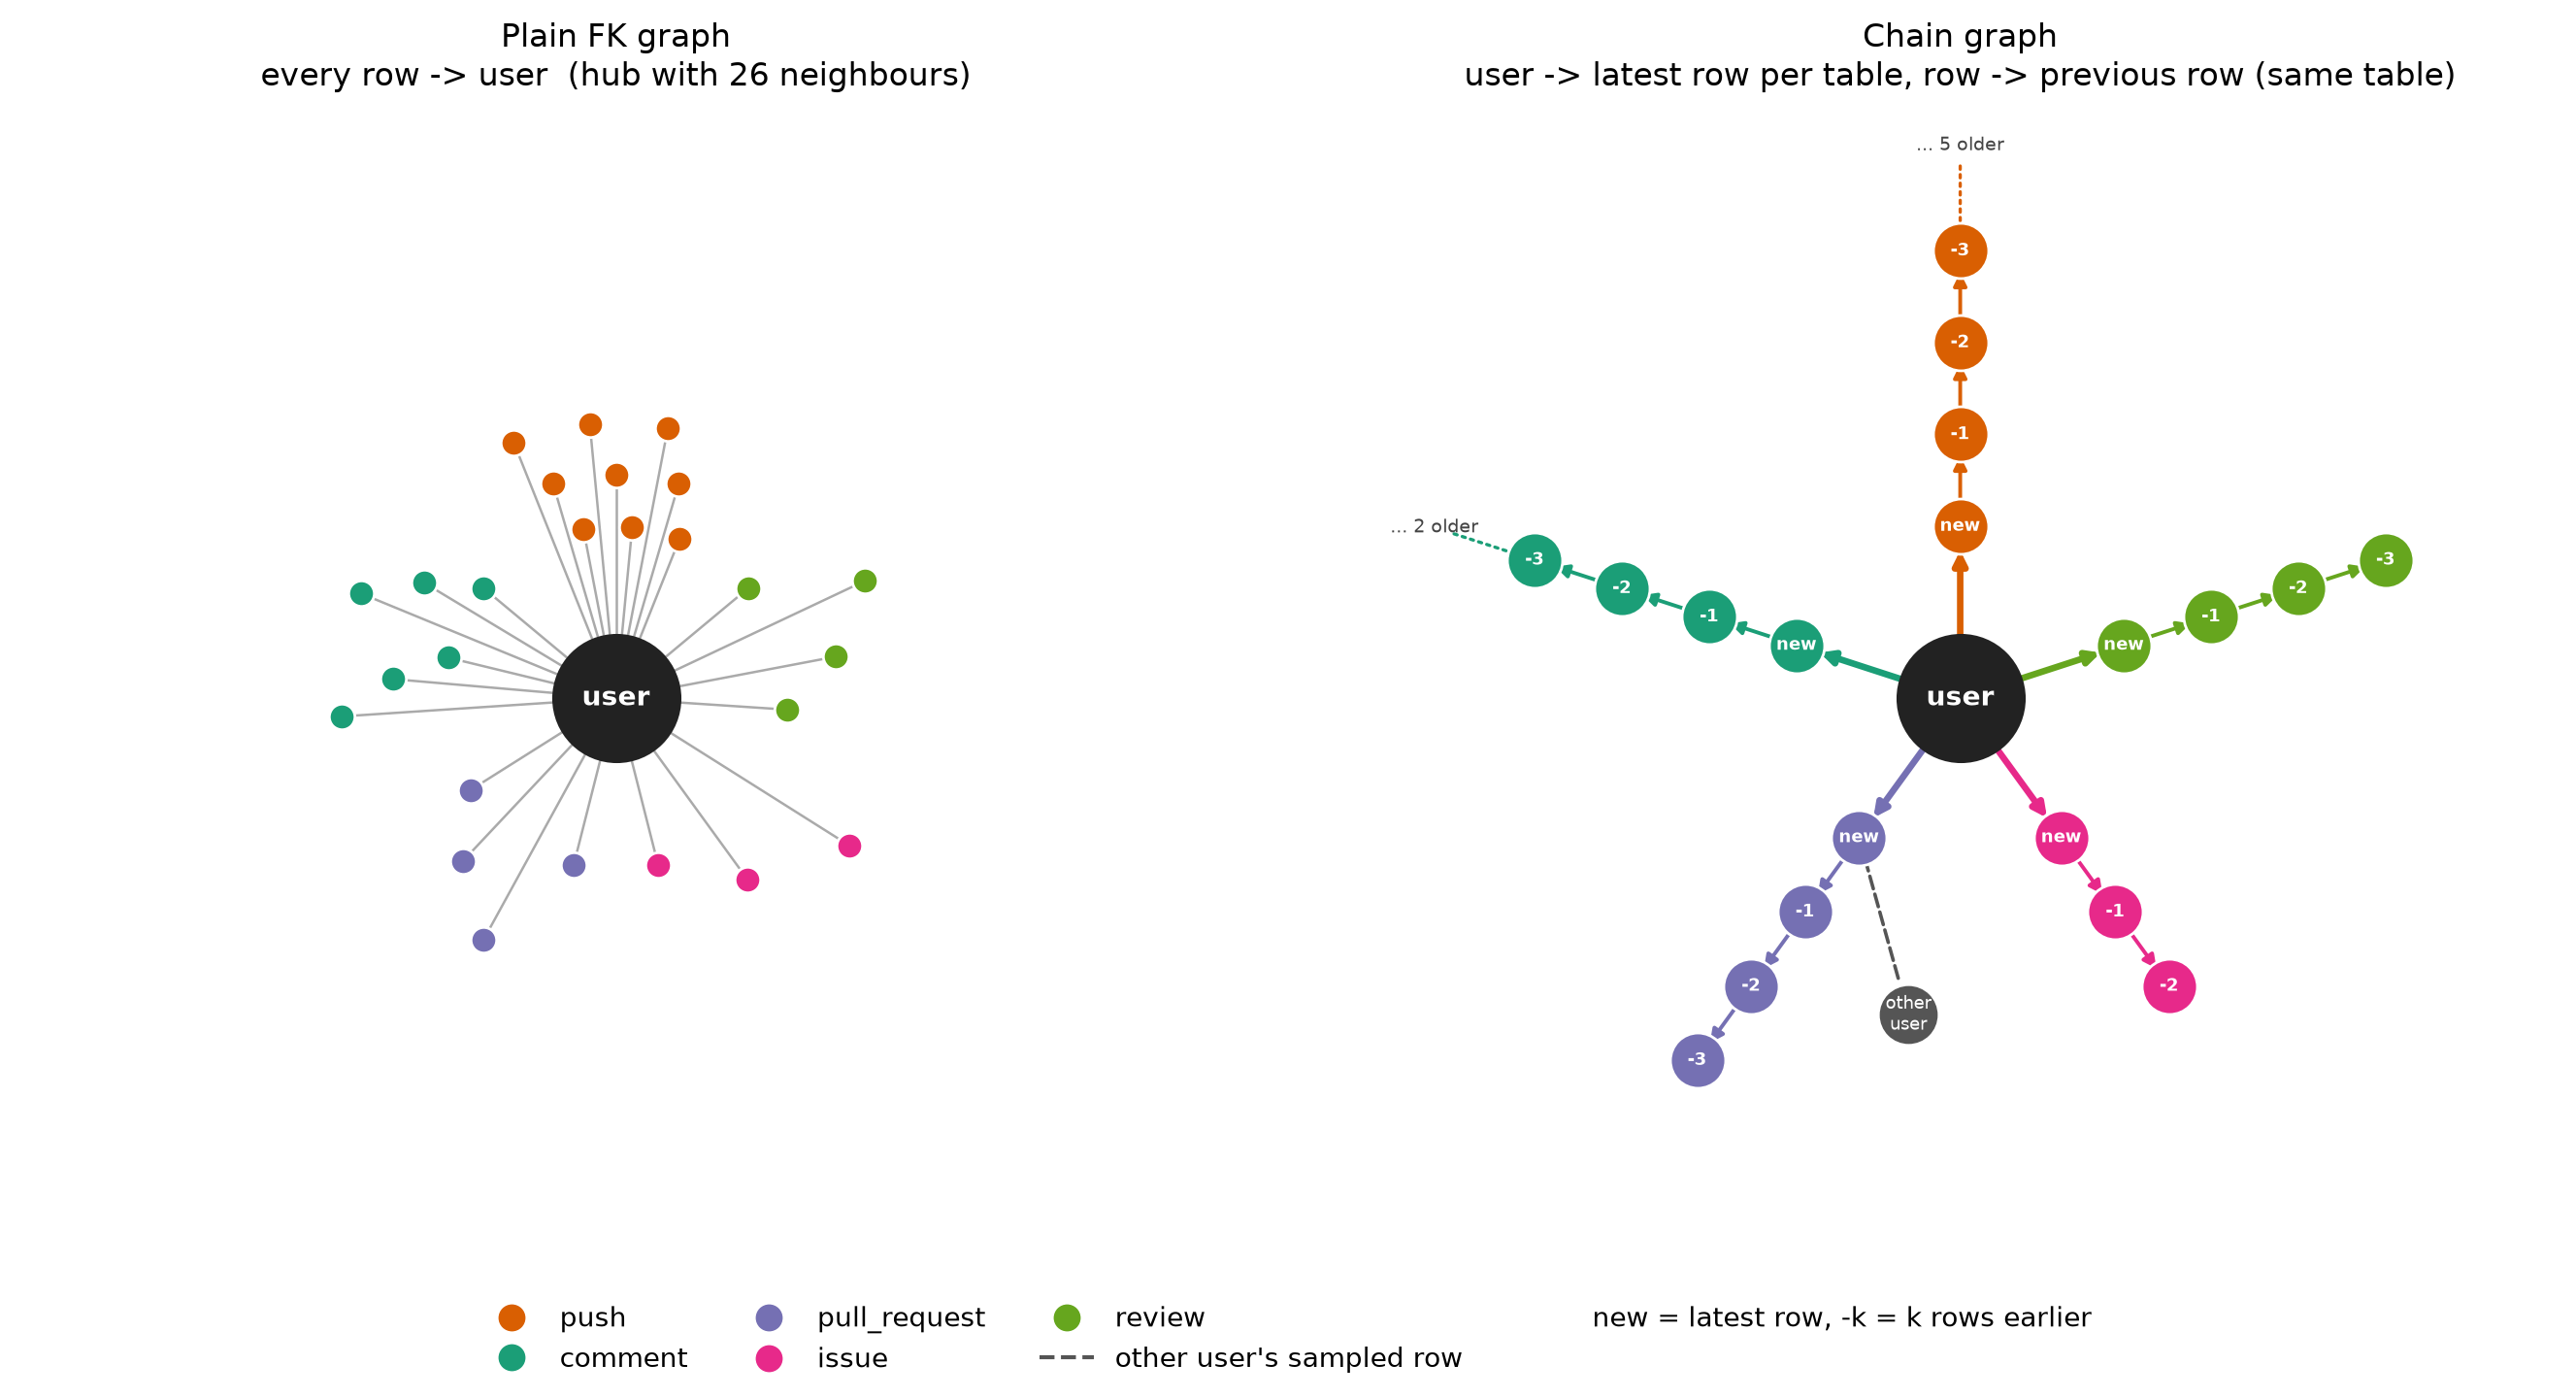 Plain FK graph
every row -> user  (hub with 26 neighbours)
user
Chain graph
user -> latest row per table, row -> previous row (same table)
... 5 older
-3
-2
-1
new
... 2 older
-3
-2
-1
new
new
-1
-2
-3
user
new
-1
-2
-3
other
user
new
-1
-2
push
comment
pull_request
issue
review
other user's sampled row
new = latest row, -k = k rows earlier